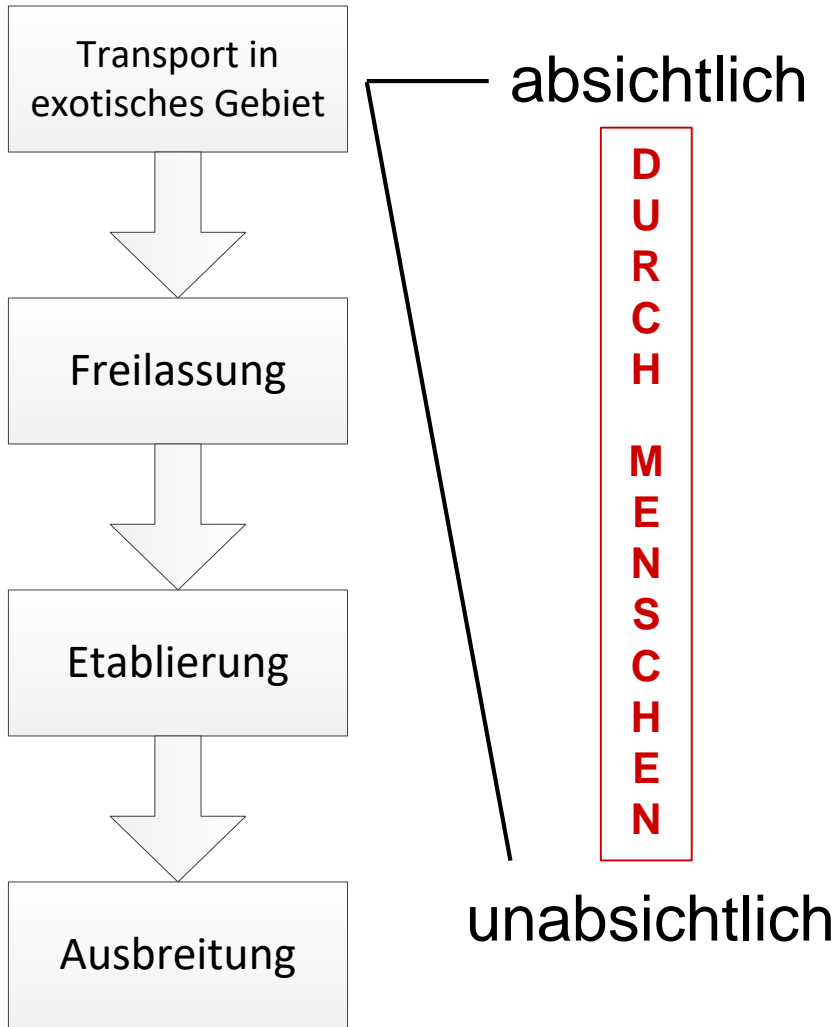 Transport in
exotisches Gebiet
Freilassung
Etablierung
Ausbreitung
absichtlich
D
U
R
C
H
M
E
N
S
C
H
E
N
unabsichtlich